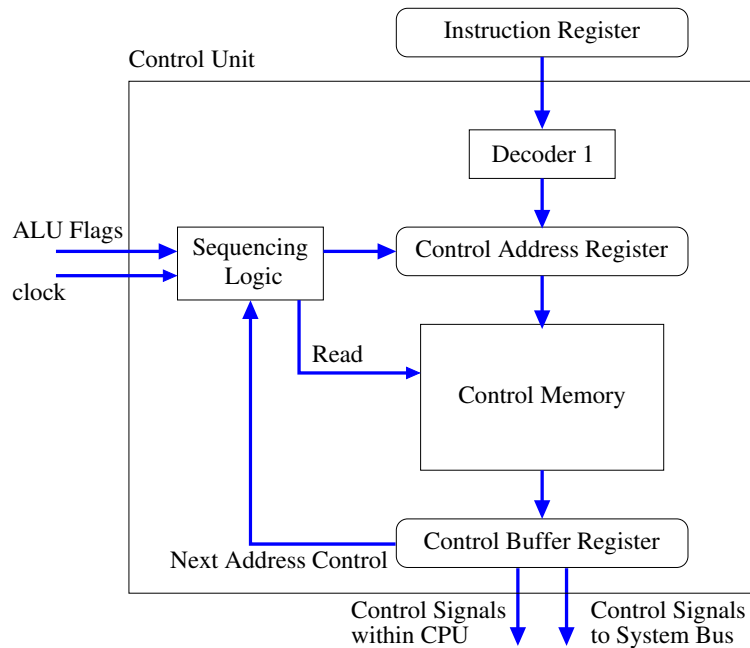 Instruction Register
Control Unit
Decoder 1
ALU Flags
clock
Sequencing
Logic
Control Address Register
Read
Control Memory
Control Buffer Register
Next Address Control
Control Signals
within CPU
Control Signals
to System Bus